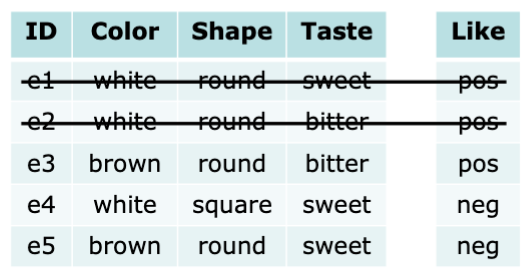 ID Color Shape Taste Like
e1 white round sweet pos
e2 white round bitter pos
e3 brown round bitter pos
e4 white square sweet neg
e5 brown round sweet neg